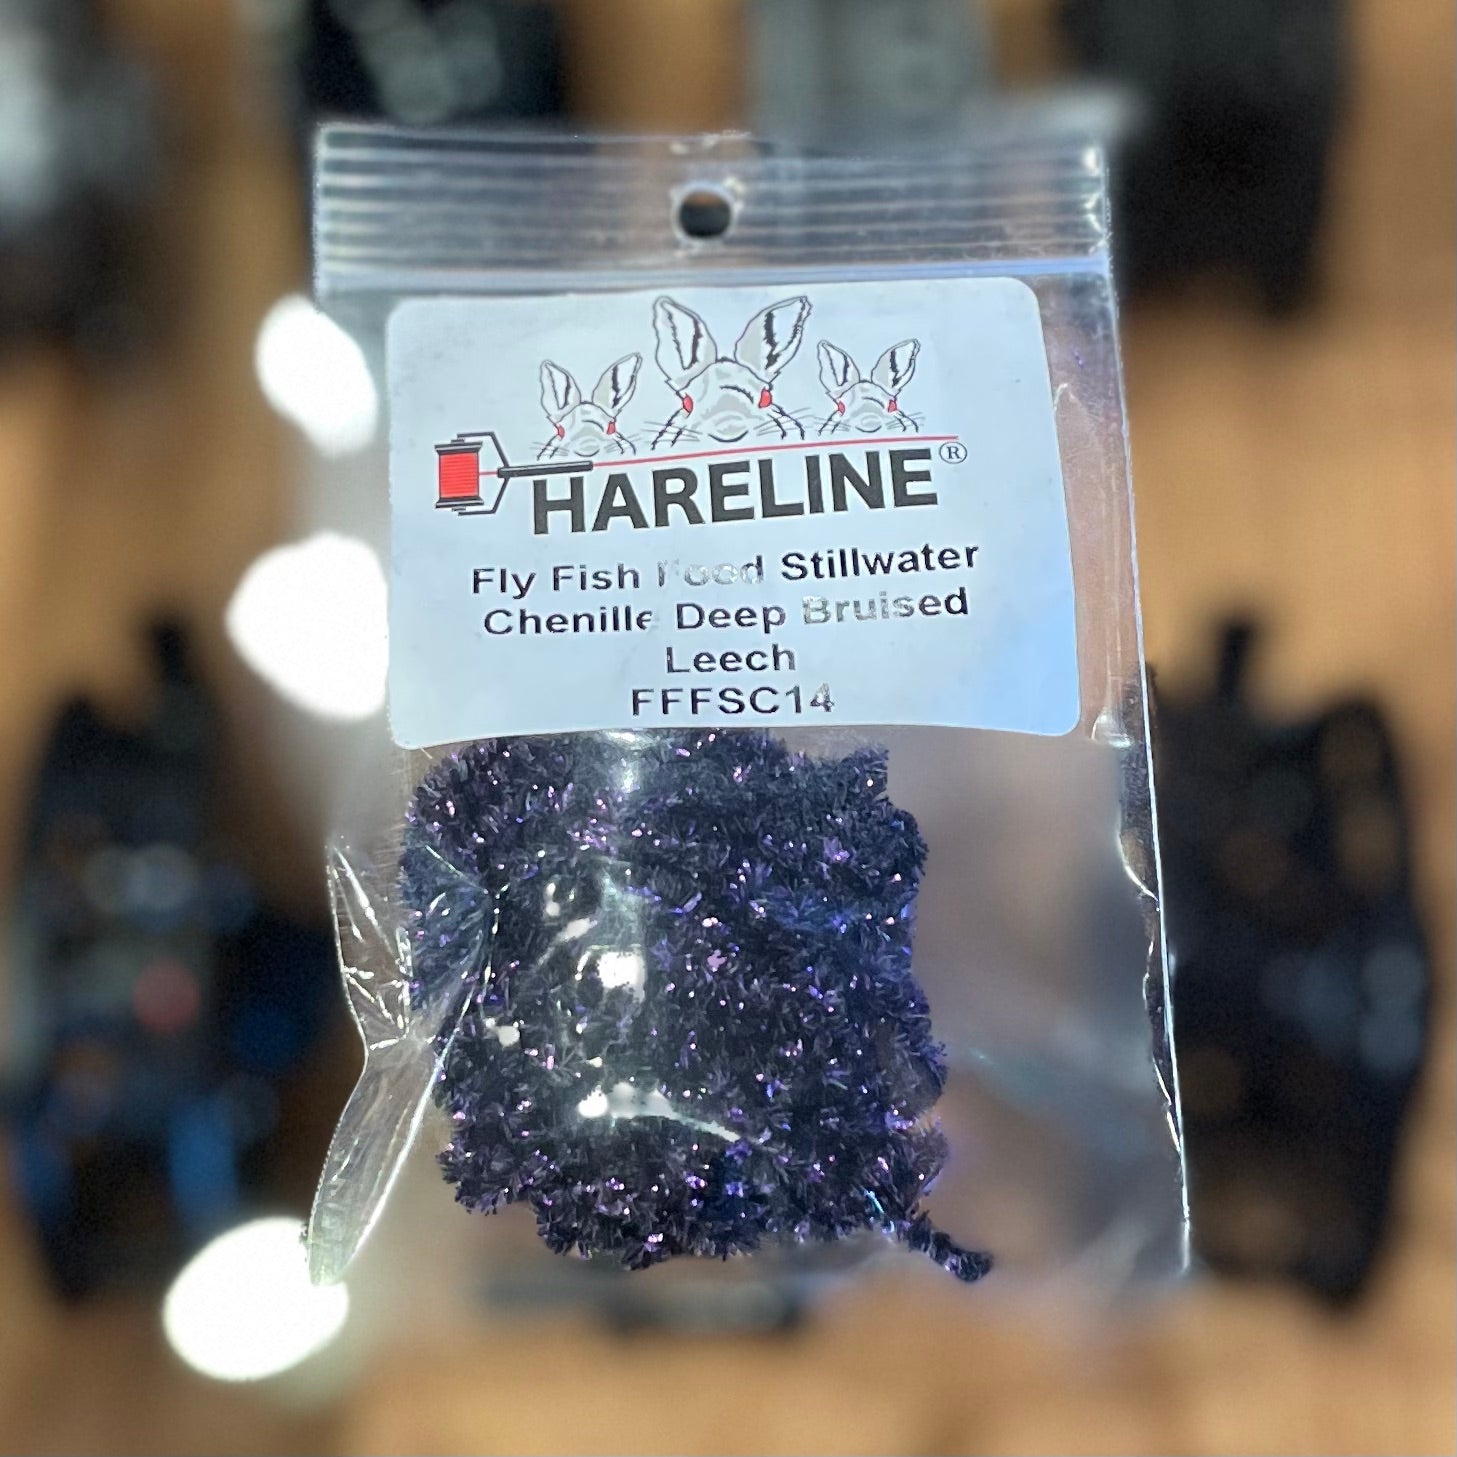 HARELINE®
Fly Fish Food Stillwater
Chenille Deep Bruised
Leech
FFFSC14